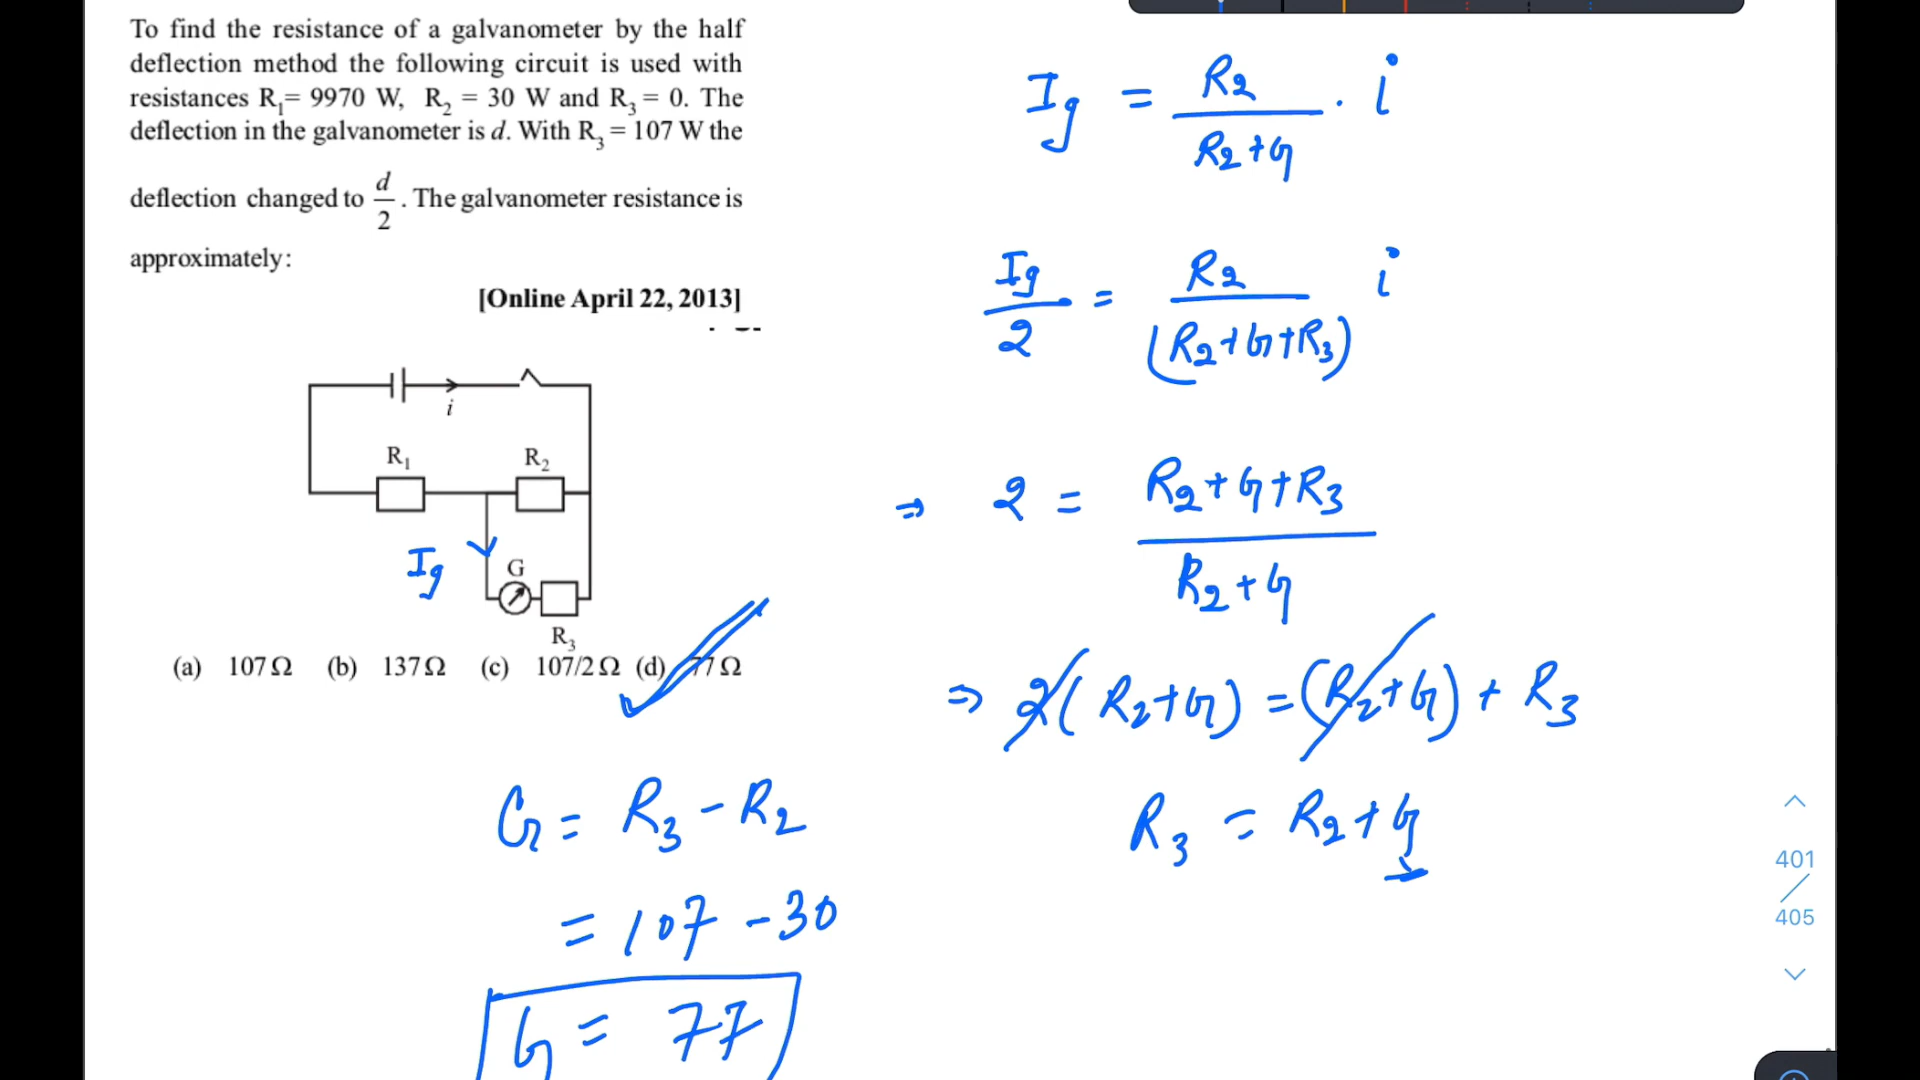 To find the resistance of a galvanometer by the half
deflection method the following circuit is used with
resistances R₁= 9970 W, R₂ = 30 W and R₃ = 0. The
deflection in the galvanometer is d. With R₃ = 107 W the
deflection changed to d/2. The galvanometer resistance is
approximately:
[Online April 22, 2013]
i
R₁
R₂
Ig
G
R₃
(a) 107Ω (b) 137Ω (c) 107/2Ω (d) 77Ω
G = R₃ - R₂
= 107 - 30
G = 77
Ig = R₂/(R₂+G) . i
Ig/2 = R₂/(R₂+G+R₃) i
⇒ 2 = (R₂+G+R₃)/(R₂+G)
⇒ 2(R₂+G) = (R₂+G) + R₃
R₃ = R₂+G
401
/
405